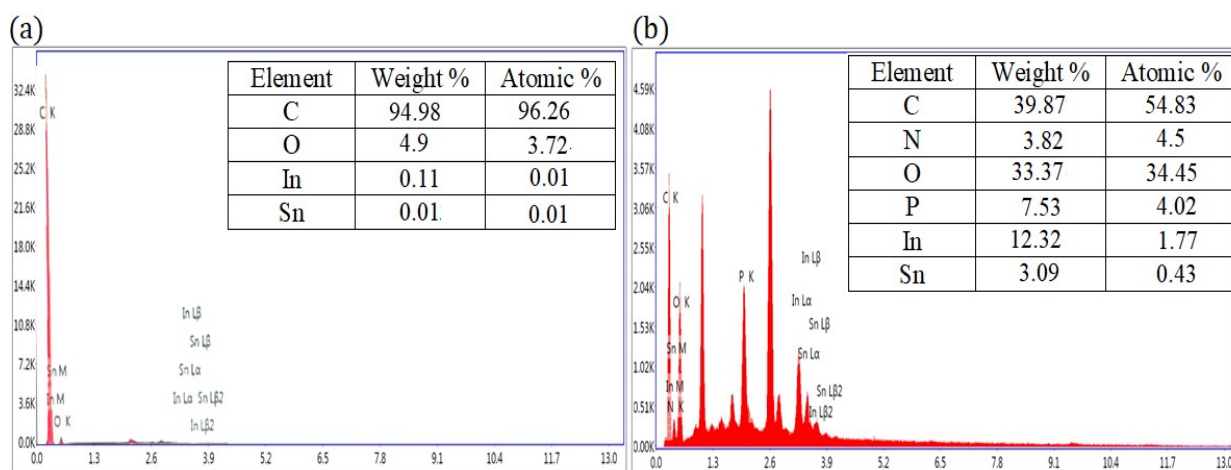 (a)
32.4K
28.8K
25.2K
21.6K
18.0K
14.4K
10.8K
7.2K
3.6K
0.0K
0.0 1.3 2.6 3.9 5.2 6.5 7.8 9.1 10.4 11.7 13.0
C K
Sn M
In M
O K
In Lβ
Sn Lβ
Sn Lα
In Lα Sn Lβ2
In Lβ2
Element Weight % Atomic %
C 94.98 96.26
O 4.9 3.72
In 0.11 0.01
Sn 0.01 0.01
(b)
4.59K
4.08K
3.57K
3.06K
2.55K
2.04K
1.53K
1.02K
0.51K
0.00K
0.0 1.3 2.6 3.9 5.2 6.5 7.8 9.1 10.4 11.7 13.0
C K
O K
Sn M
In M
N K
P K
In Lβ
In Lα
Sn Lβ
Sn Lα
Sn Lβ2
In Lβ2
Element Weight % Atomic %
C 39.87 54.83
N 3.82 4.5
O 33.37 34.45
P 7.53 4.02
In 12.32 1.77
Sn 3.09 0.43